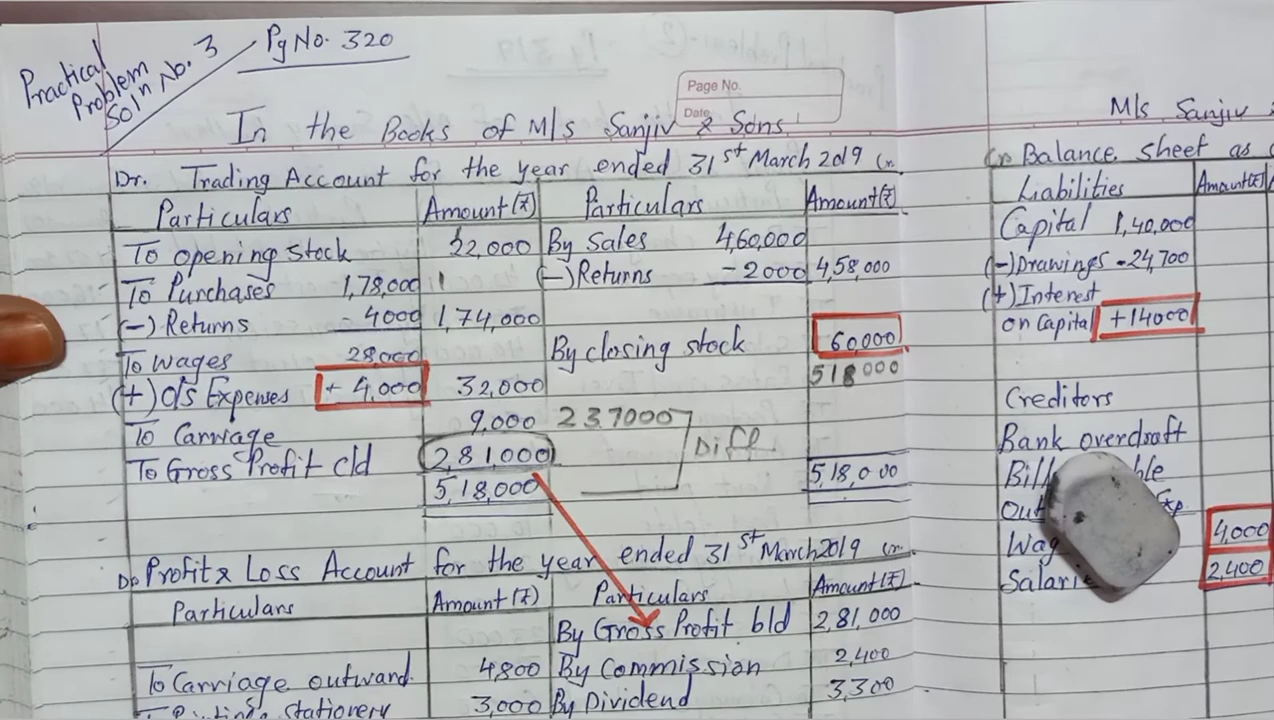 Practical Problem Soln No. 3
Pg No. 320
Page No.
Date
In the Books of M/s Sanjiv & Sons
Dr. Trading Account for the year ended 31st March 2019 Cr.
Particulars Amount (₹) Particulars Amount (₹)
To opening stock 22,000 By Sales 460,000
(-) Returns - 2000 4,58,000
To Purchases 1,78,000
(-) Returns - 4000 1,74,000
By closing stock 60,000
To Wages 28,000
518000
(+) O/s Expenses + 4,000 32,000
To Carriage 9,000 237000 Diff
To Gross Profit c/d 2,81,000
5,18,000 5,18,000
Dr. Profit & Loss Account for the year ended 31st March 2019 Cr.
Particulars Amount (₹) Particulars Amount (₹)
By Gross Profit b/d 2,81,000
To Carriage outward 4800 By Commission 2,400
stationery 3,000 By Dividend 3,300
M/s Sanjiv
Balance Sheet as
Liabilities Amount (₹)
Capital 1,40,000
(-) Drawings - 24,700
(+) Interest
on Capital +14000
Creditors
Bank overdraft
Wag 4,000
Salari 2,400